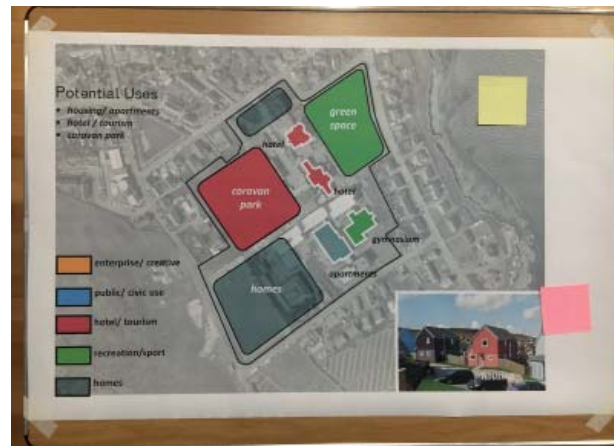 Potential Uses
• housing/ apartments
• hotel / tourism
• caravan park
green
space
hotel
hotel
caravan
park
gymnasium
apartments
homes
enterprise/ creative
public/ civic use
hotel/ tourism
recreation/sport
homes